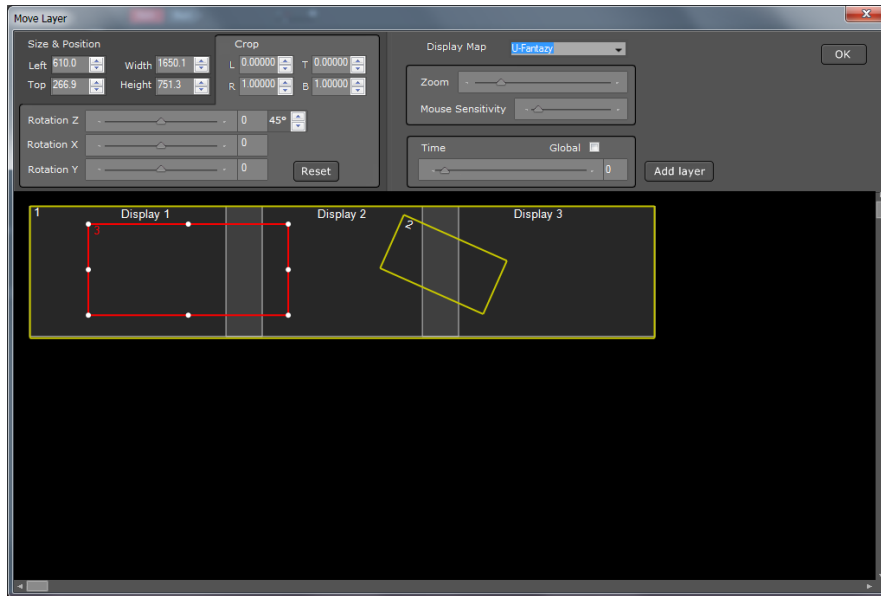 Move Layer
Size & Position
Crop
Display Map U-Fantazy
OK
Left 610.0 Width 1650.1 L 0.00000 T 0.00000
Top 266.9 Height 751.3 R 1.00000 B 1.00000
Zoom
Mouse Sensitivity
Rotation Z 0 45°
Rotation X 0
Rotation Y 0 Reset
Time Global
0 Add layer
1 Display 1 Display 2 Display 3
3
2